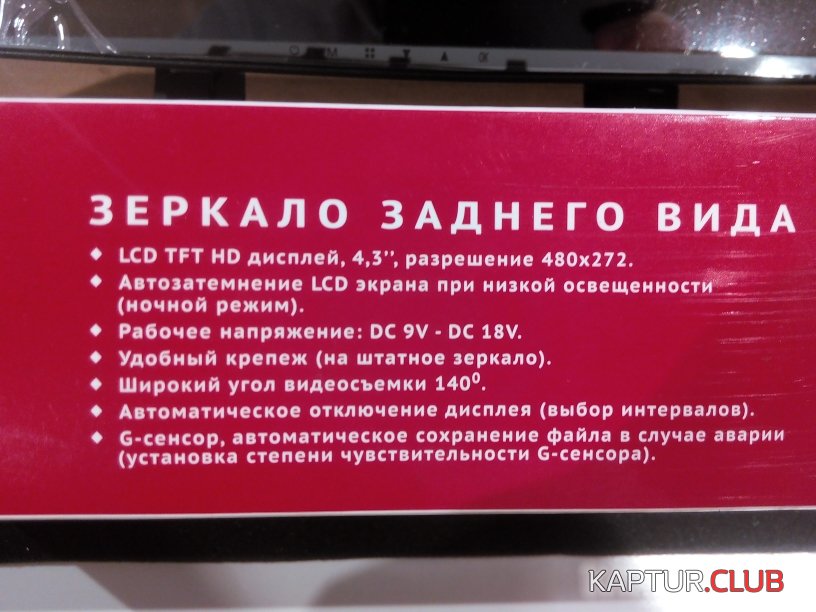 M
OK
ЗЕРКАЛО ЗАДНЕГО ВИДА
◆ LCD TFT HD дисплей, 4,3’’, разрешение 480x272.
◆ Автозатемнение LCD экрана при низкой освещенности
(ночной режим).
◆ Рабочее напряжение: DC 9V - DC 18V.
◆ Удобный крепеж (на штатное зеркало).
◆ Широкий угол видеосъемки 140⁰.
◆ Автоматическое отключение дисплея (выбор интервалов).
◆ G-сенсор, автоматическое сохранение файла в случае аварии
(установка степени чувствительности G-сенсора).
KAPTUR.CLUB